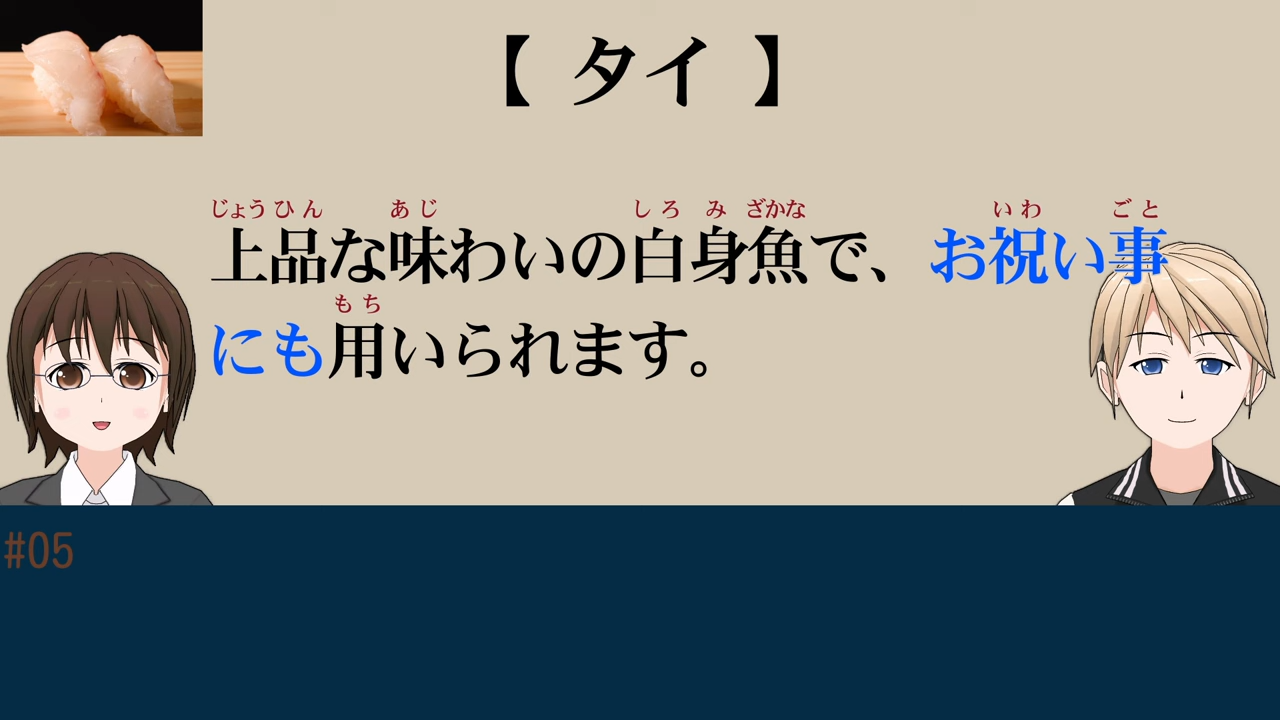 【 タイ 】
じょう ひん あじ しろ み ざかな いわ ごと
上品な味わいの白身魚で、お祝い事
もち
にも用いられます。
#05